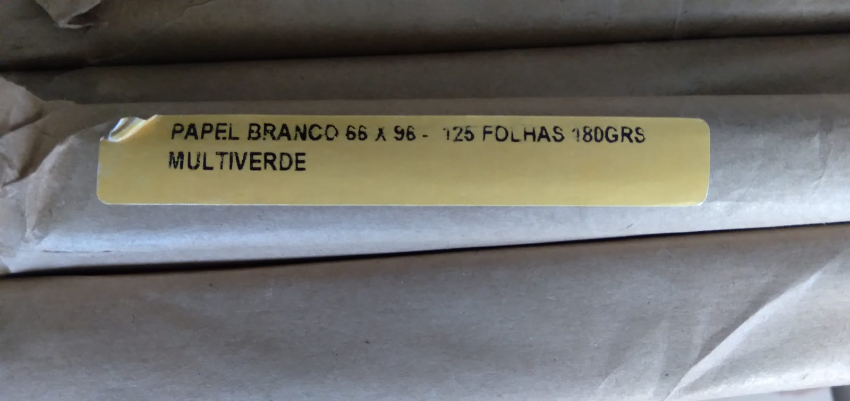 PAPEL BRANCO 66 X 96 - 125 FOLHAS 180GRS
MULTIVERDE